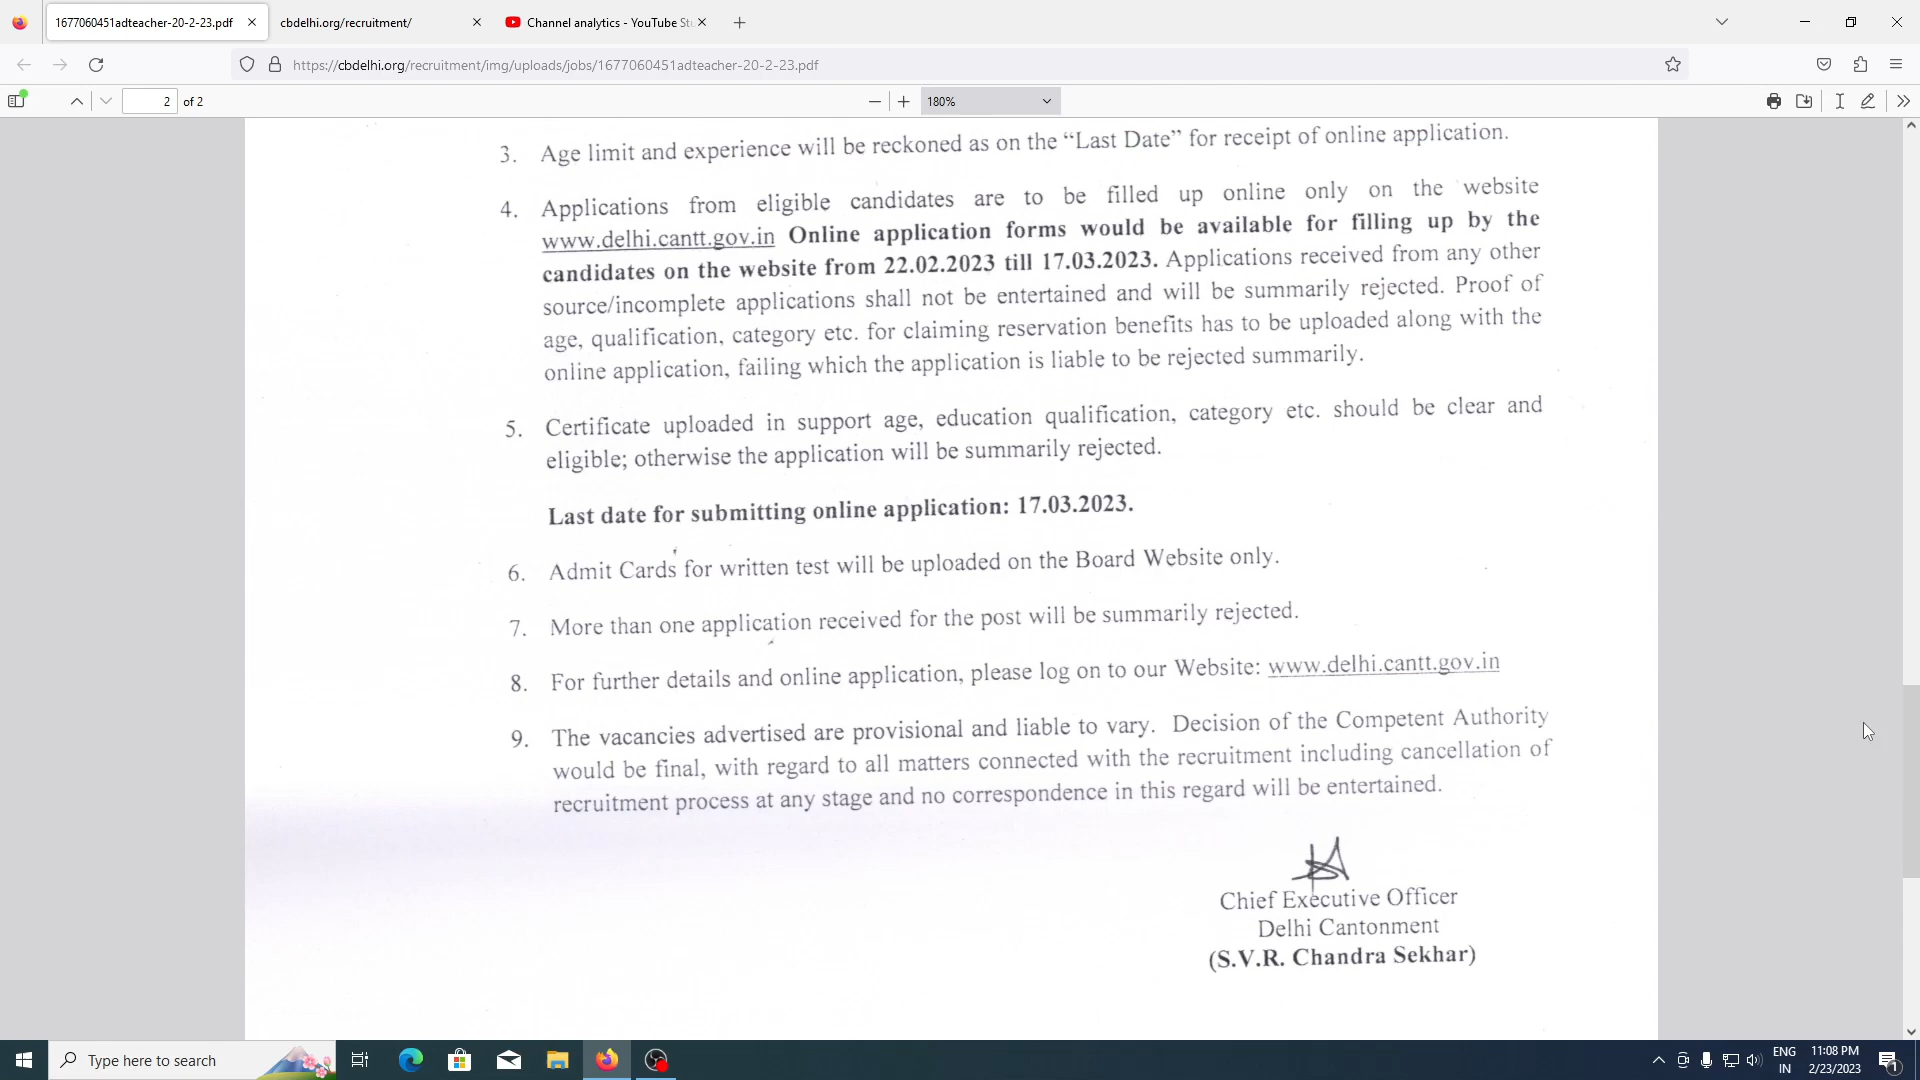 1677060451adteacher-20-2-23.pdf
cbdelhi.org/recruitment/
Channel analytics - YouTube St
https://cbdelhi.org/recruitment/img/uploads/jobs/1677060451adteacher-20-2-23.pdf
2 of 2
180%
3. Age limit and experience will be reckoned as on the “Last Date” for receipt of online application.
4. Applications from eligible candidates are to be filled up online only on the website
www.delhi.cantt.gov.in Online application forms would be available for filling up by the
candidates on the website from 22.02.2023 till 17.03.2023. Applications received from any other
source/incomplete applications shall not be entertained and will be summarily rejected. Proof of
age, qualification, category etc. for claiming reservation benefits has to be uploaded along with the
online application, failing which the application is liable to be rejected summarily.
5. Certificate uploaded in support age, education qualification, category etc. should be clear and
eligible; otherwise the application will be summarily rejected.
Last date for submitting online application: 17.03.2023.
6. Admit Cards for written test will be uploaded on the Board Website only.
7. More than one application received for the post will be summarily rejected.
8. For further details and online application, please log on to our Website: www.delhi.cantt.gov.in
9. The vacancies advertised are provisional and liable to vary. Decision of the Competent Authority
would be final, with regard to all matters connected with the recruitment including cancellation of
recruitment process at any stage and no correspondence in this regard will be entertained.
Chief Executive Officer
Delhi Cantonment
(S.V.R. Chandra Sekhar)
Type here to search
ENG
IN
11:08 PM
2/23/2023
1